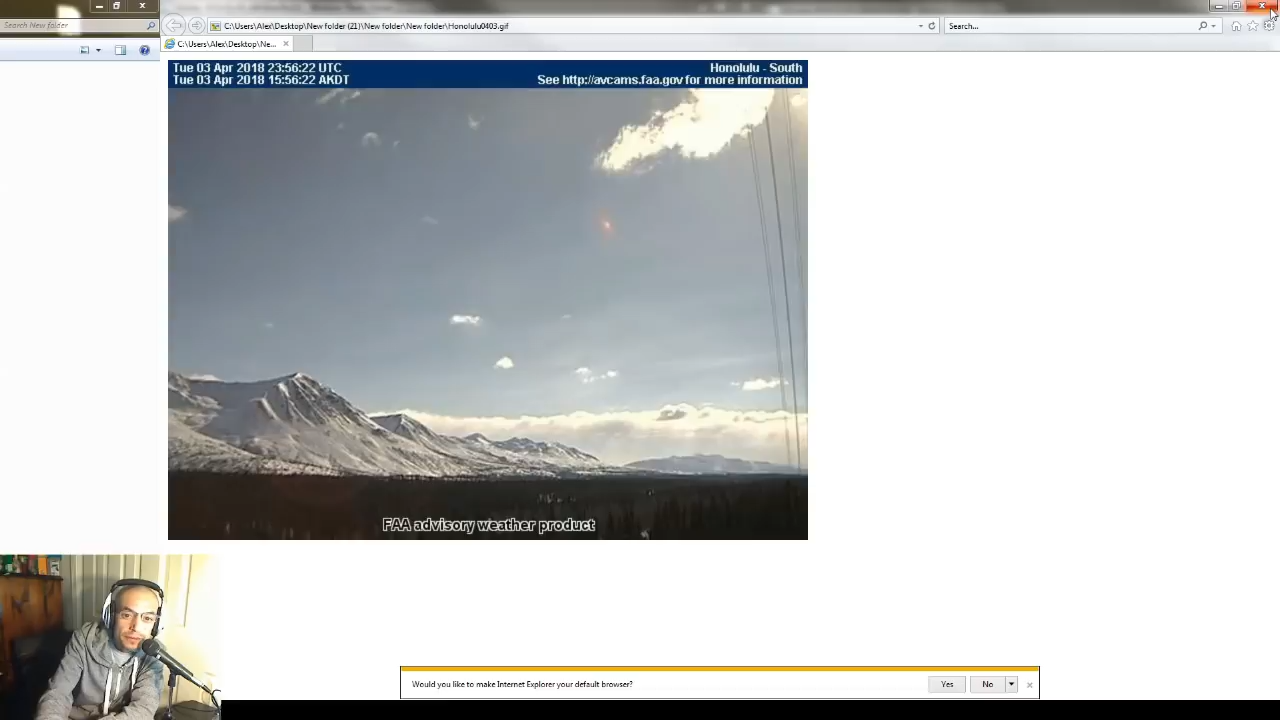 Search New folder
C:\Users\Alex\Desktop\New folder (21)\New folder\New folder\Honolulu0403.gif
Search...
C:\Users\Alex\Desktop\Ne...
Tue 03 Apr 2018 23:56:22 UTC
Honolulu - South
Tue 03 Apr 2018 15:56:22 AKDT
See http://avcams.faa.gov for more information
FAA advisory weather product
Would you like to make Internet Explorer your default browser?
Yes
No